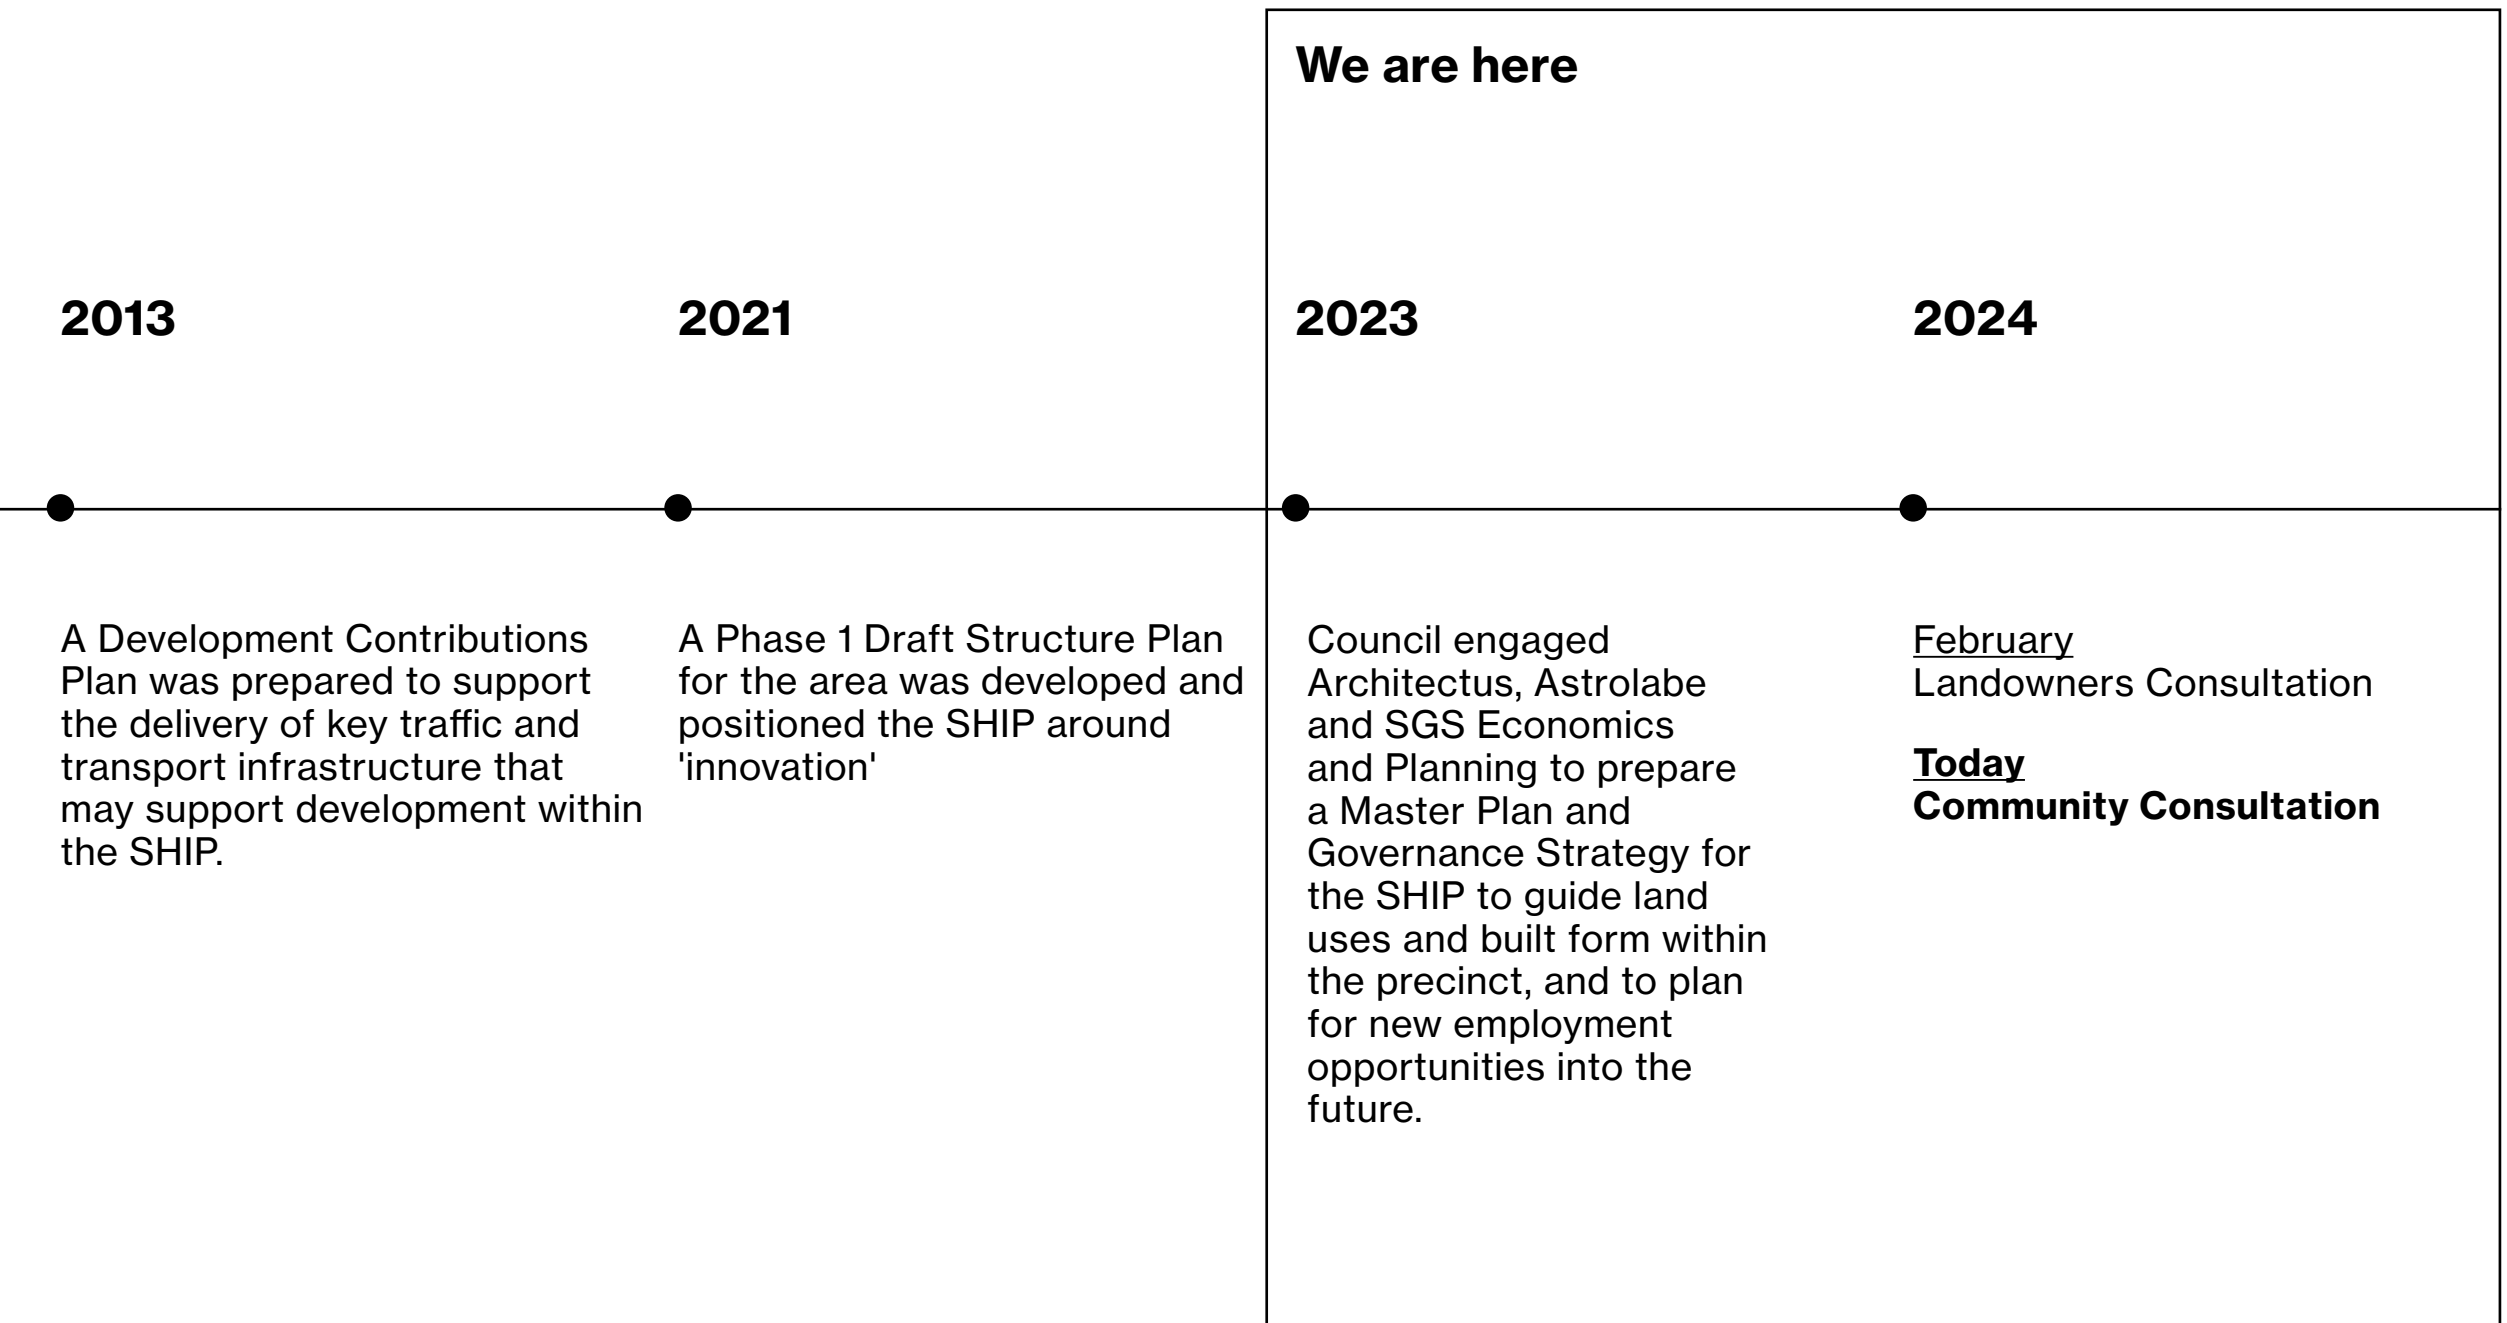 We are here
2013
2021
2023
2024
A Development Contributions
Plan was prepared to support
the delivery of key traffic and
transport infrastructure that
may support development within
the SHIP.
A Phase 1 Draft Structure Plan
for the area was developed and
positioned the SHIP around
'innovation'
Council engaged
Architectus, Astrolabe
and SGS Economics
and Planning to prepare
a Master Plan and
Governance Strategy for
the SHIP to guide land
uses and built form within
the precinct, and to plan
for new employment
opportunities into the
future.
February
Landowners Consultation
Today
Community Consultation